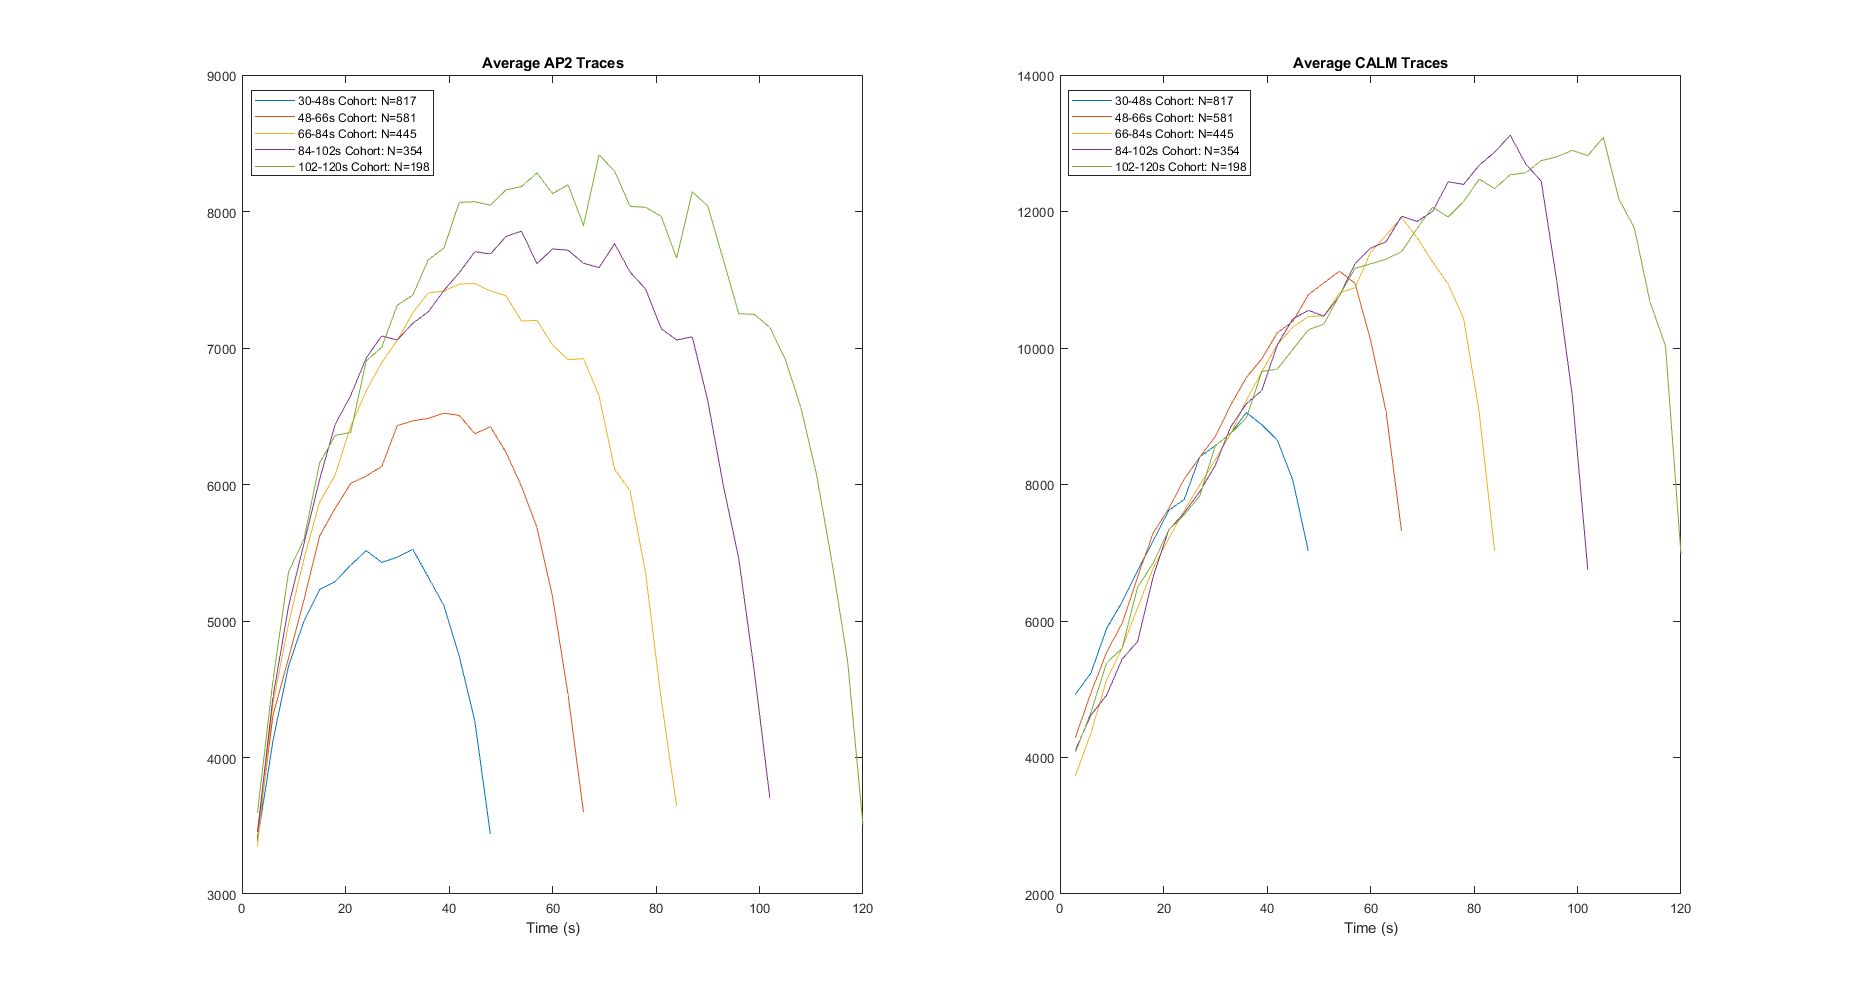 Average AP2 Traces
9000
8000
7000
6000
5000
4000
3000
30-48s Cohort: N=817
48-66s Cohort: N=581
66-84s Cohort: N=445
84-102s Cohort: N=354
102-120s Cohort: N=198
0 20 40 60 80 100 120
Time (s)
Average CALM Traces
14000
12000
10000
8000
6000
4000
2000
30-48s Cohort: N=817
48-66s Cohort: N=581
66-84s Cohort: N=445
84-102s Cohort: N=354
102-120s Cohort: N=198
0 20 40 60 80 100 120
Time (s)